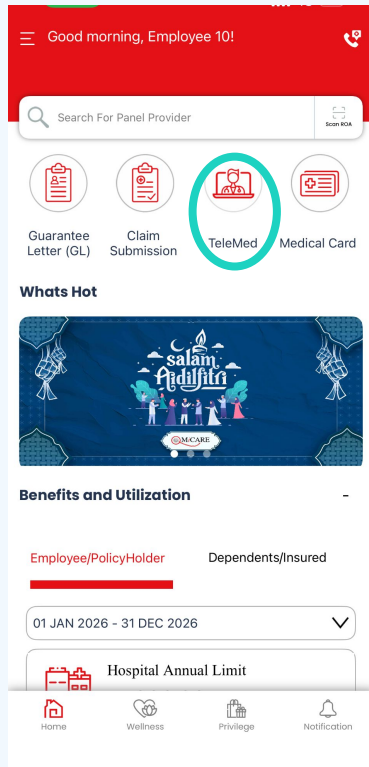 Good morning, Employee 10!
Search For Panel Provider
Scan ROA
Guarantee
Letter (GL)
Claim
Submission
TeleMed
Medical Card
Whats Hot
salam
Aidilfitri
MiCARE
Benefits and Utilization -
Employee/PolicyHolder
Dependents/Insured
01 JAN 2026 - 31 DEC 2026
Hospital Annual Limit
Home
Wellness
Privilege
Notification